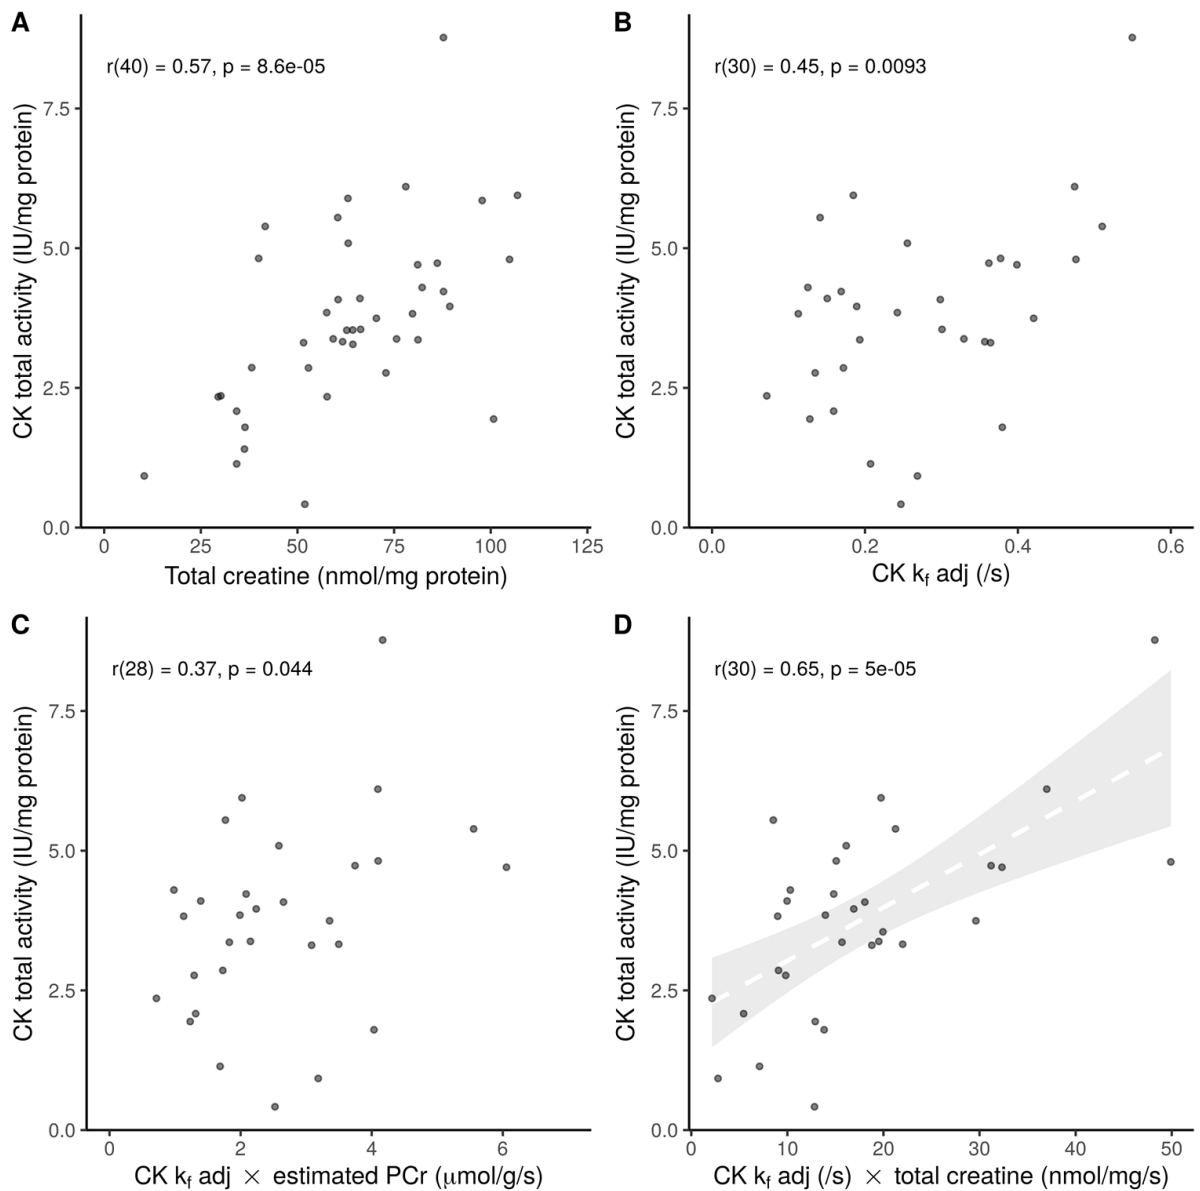 A
r(40) = 0.57, p = 8.6e-05
CK total activity (IU/mg protein)
7.5
5.0
2.5
0.0
0 25 50 75 100 125
Total creatine (nmol/mg protein)
B
r(30) = 0.45, p = 0.0093
CK total activity (IU/mg protein)
7.5
5.0
2.5
0.0
0.0 0.2 0.4 0.6
CK kf adj (/s)
C
r(28) = 0.37, p = 0.044
CK total activity (IU/mg protein)
7.5
5.0
2.5
0.0
0 2 4 6
CK kf adj × estimated PCr (μmol/g/s)
D
r(30) = 0.65, p = 5e-05
CK total activity (IU/mg protein)
7.5
5.0
2.5
0.0
0 10 20 30 40 50
CK kf adj (/s) × total creatine (nmol/mg/s)